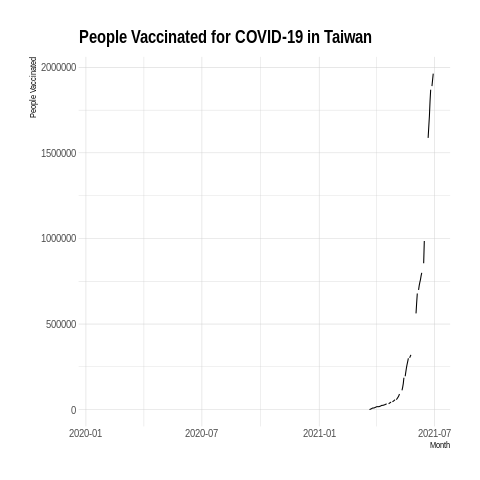 People Vaccinated for COVID-19 in Taiwan
People Vaccinated
2000000
1500000
1000000
500000
0
2020-01 2020-07 2021-01 2021-07
Month